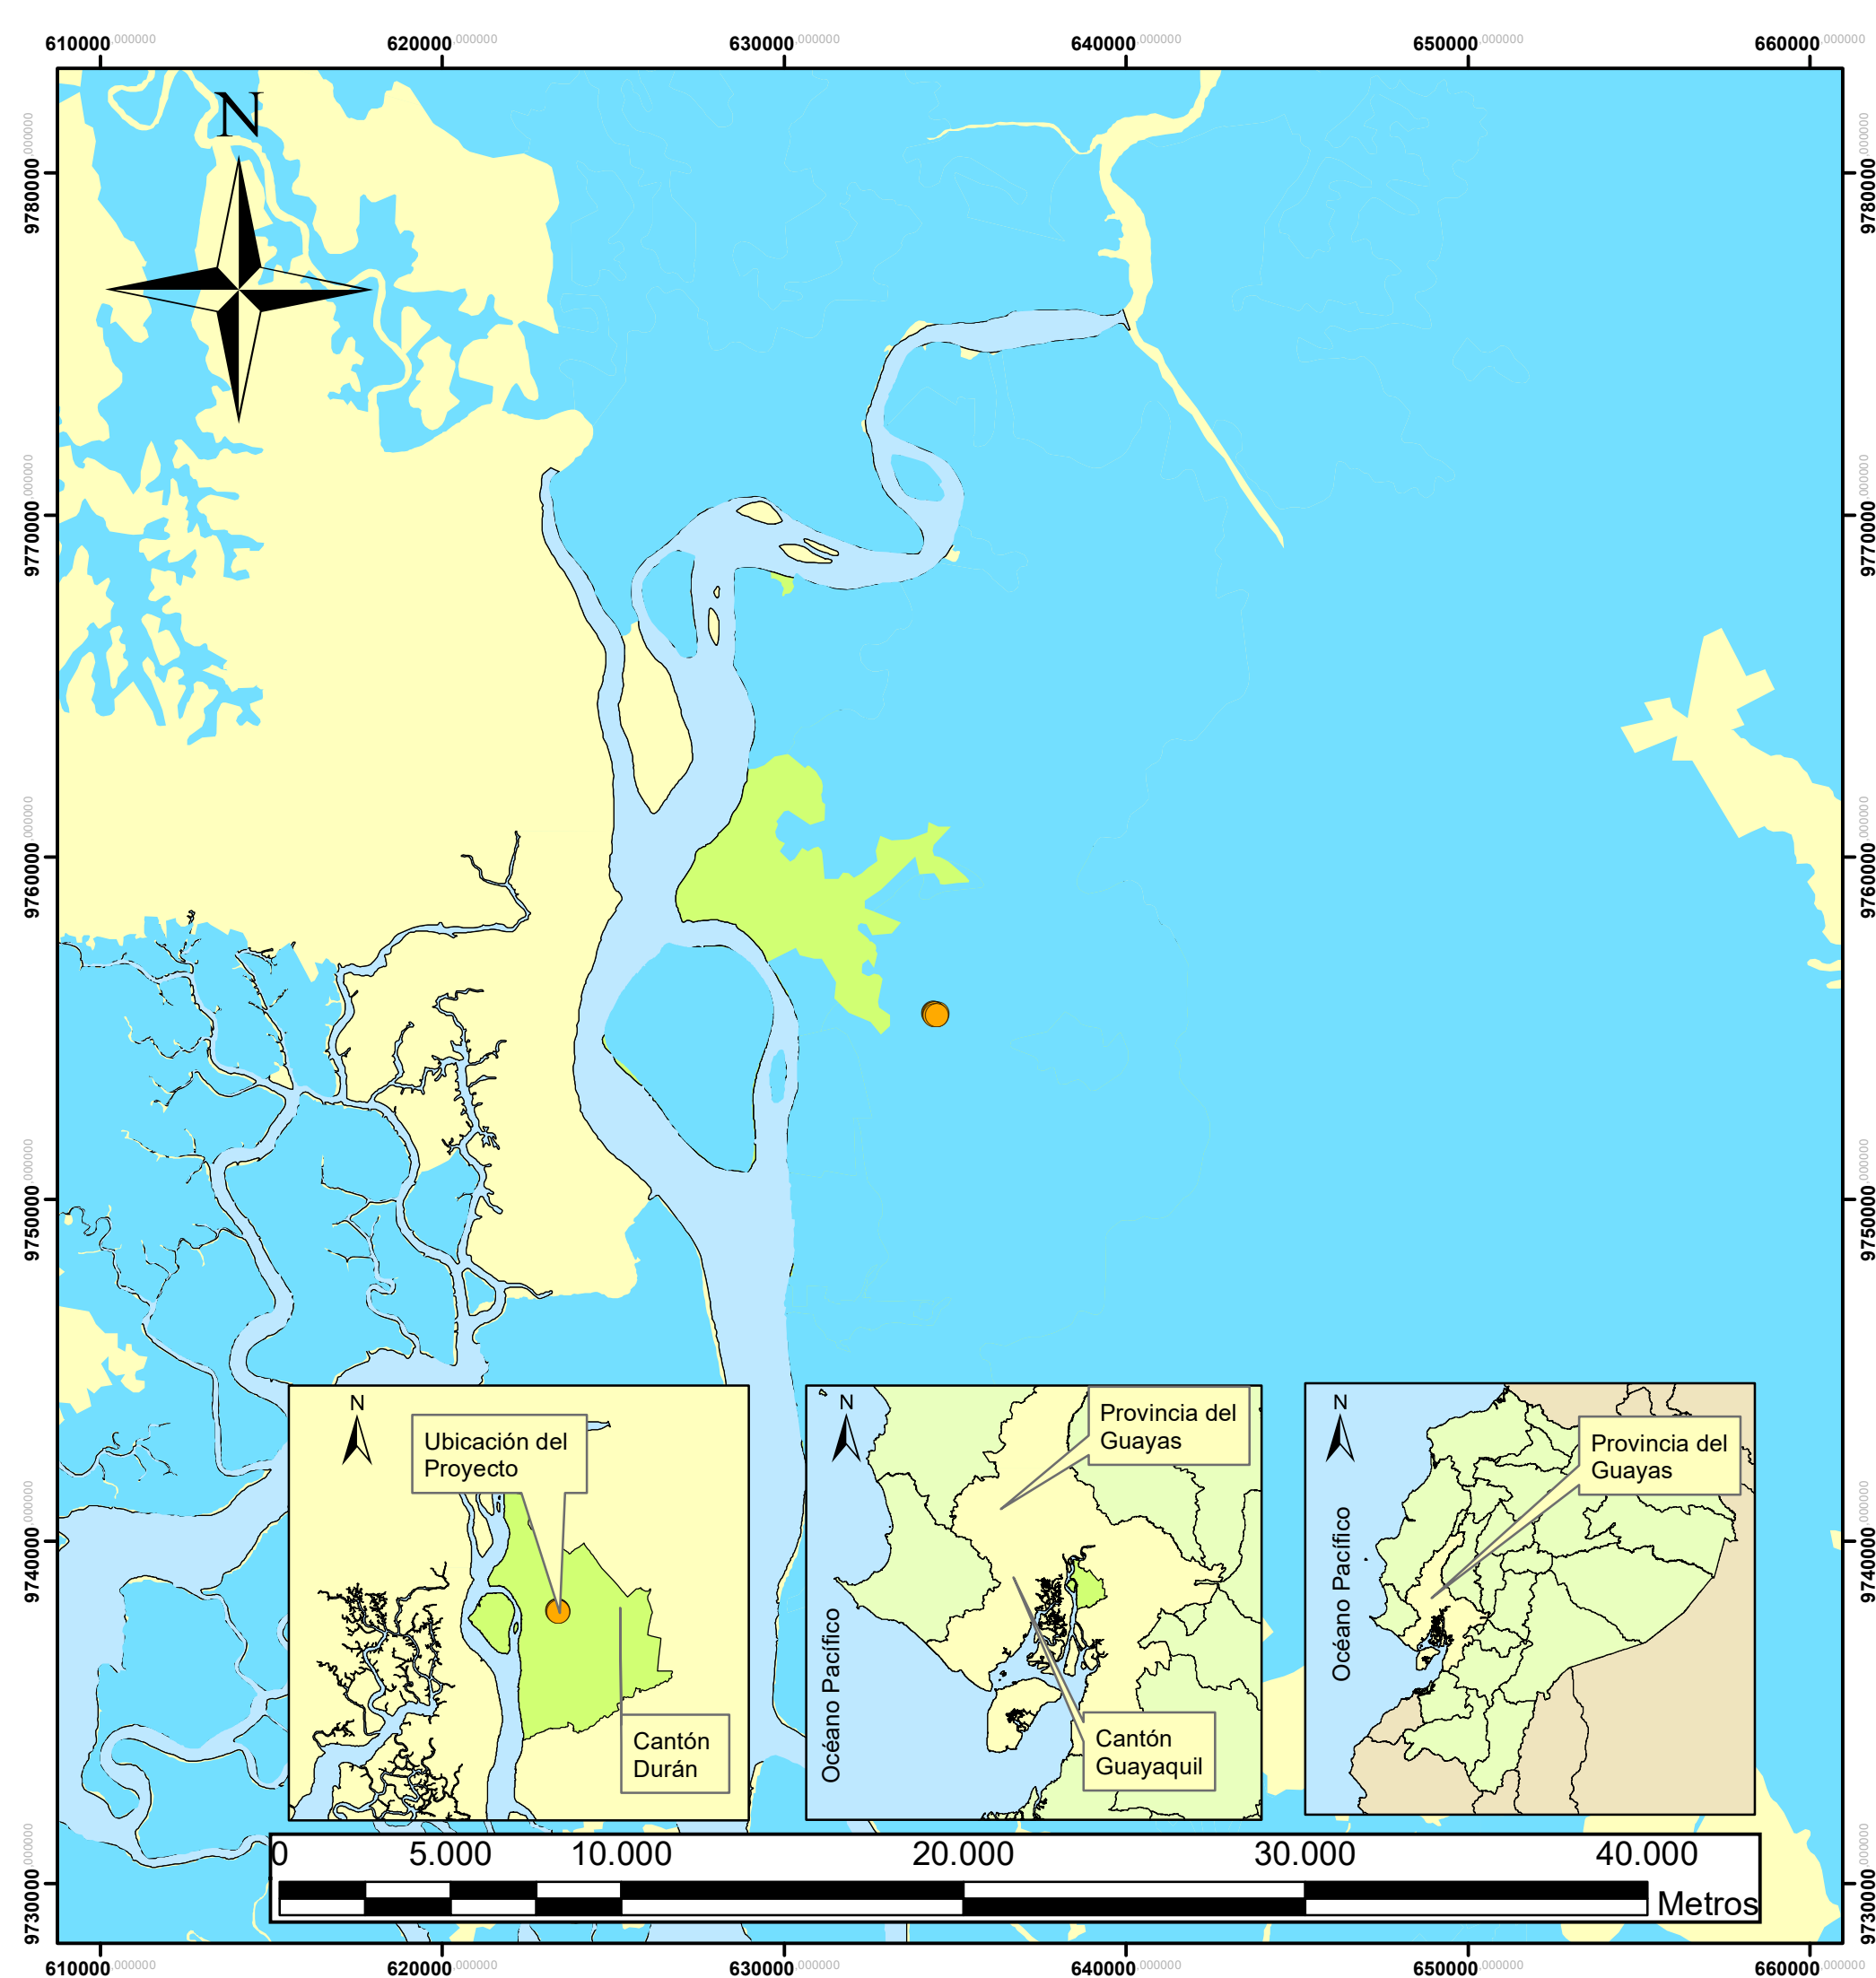 610000,000000 620000,000000 630000,000000 640000,000000 650000,000000 660000,000000
N
9780000,000000 9780000,000000
9770000,000000 9770000,000000
9760000,000000 9760000,000000
9750000,000000 9750000,000000
9740000,000000 9740000,000000
9730000,000000 9730000,000000
N
Ubicación del
Proyecto
Cantón
Durán
N
Provincia del
Guayas
Océano Pacífico
Cantón
Guayaquil
N
Provincia del
Guayas
Océano Pacífico
0 5.000 10.000 20.000 30.000 40.000
Metros
610000,000000 620000,000000 630000,000000 640000,000000 650000,000000 660000,000000